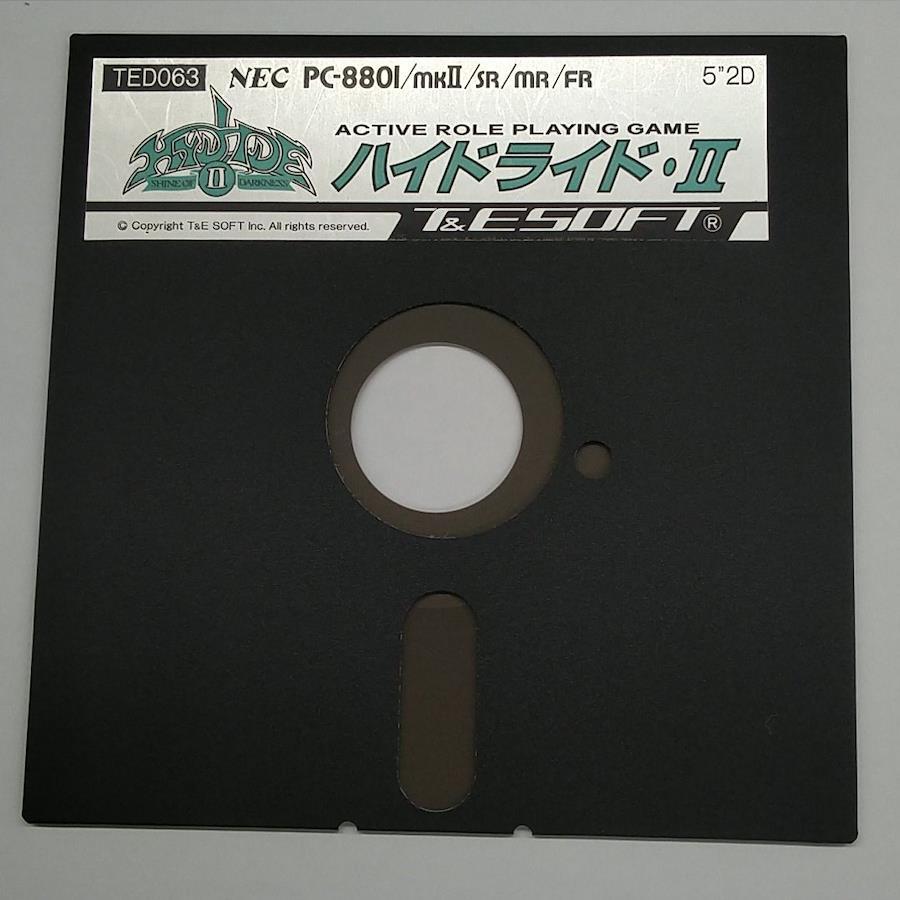 TED063 NEC PC-8801/mkII/SR/MR/FR 5"2D
HYDLIDE II
SHINE OF DARKNESS
ACTIVE ROLE PLAYING GAME
ハイドライド・II
© Copyright T&E SOFT Inc. All rights reserved.
T&ESOFT®